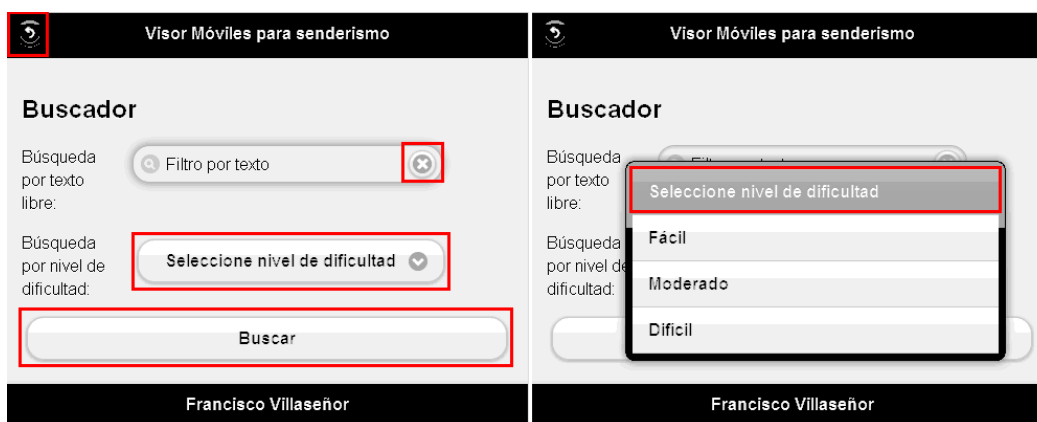 Visor Móviles para senderismo
Buscador
Búsqueda
por texto
libre:
Filtro por texto
Búsqueda
por nivel de
dificultad:
Seleccione nivel de dificultad
Buscar
Francisco Villaseñor
Visor Móviles para senderismo
Buscador
Búsqueda
por texto
libre:
Seleccione nivel de dificultad
Fácil
Búsqueda
por nivel de
dificultad:
Moderado
Difícil
Francisco Villaseñor